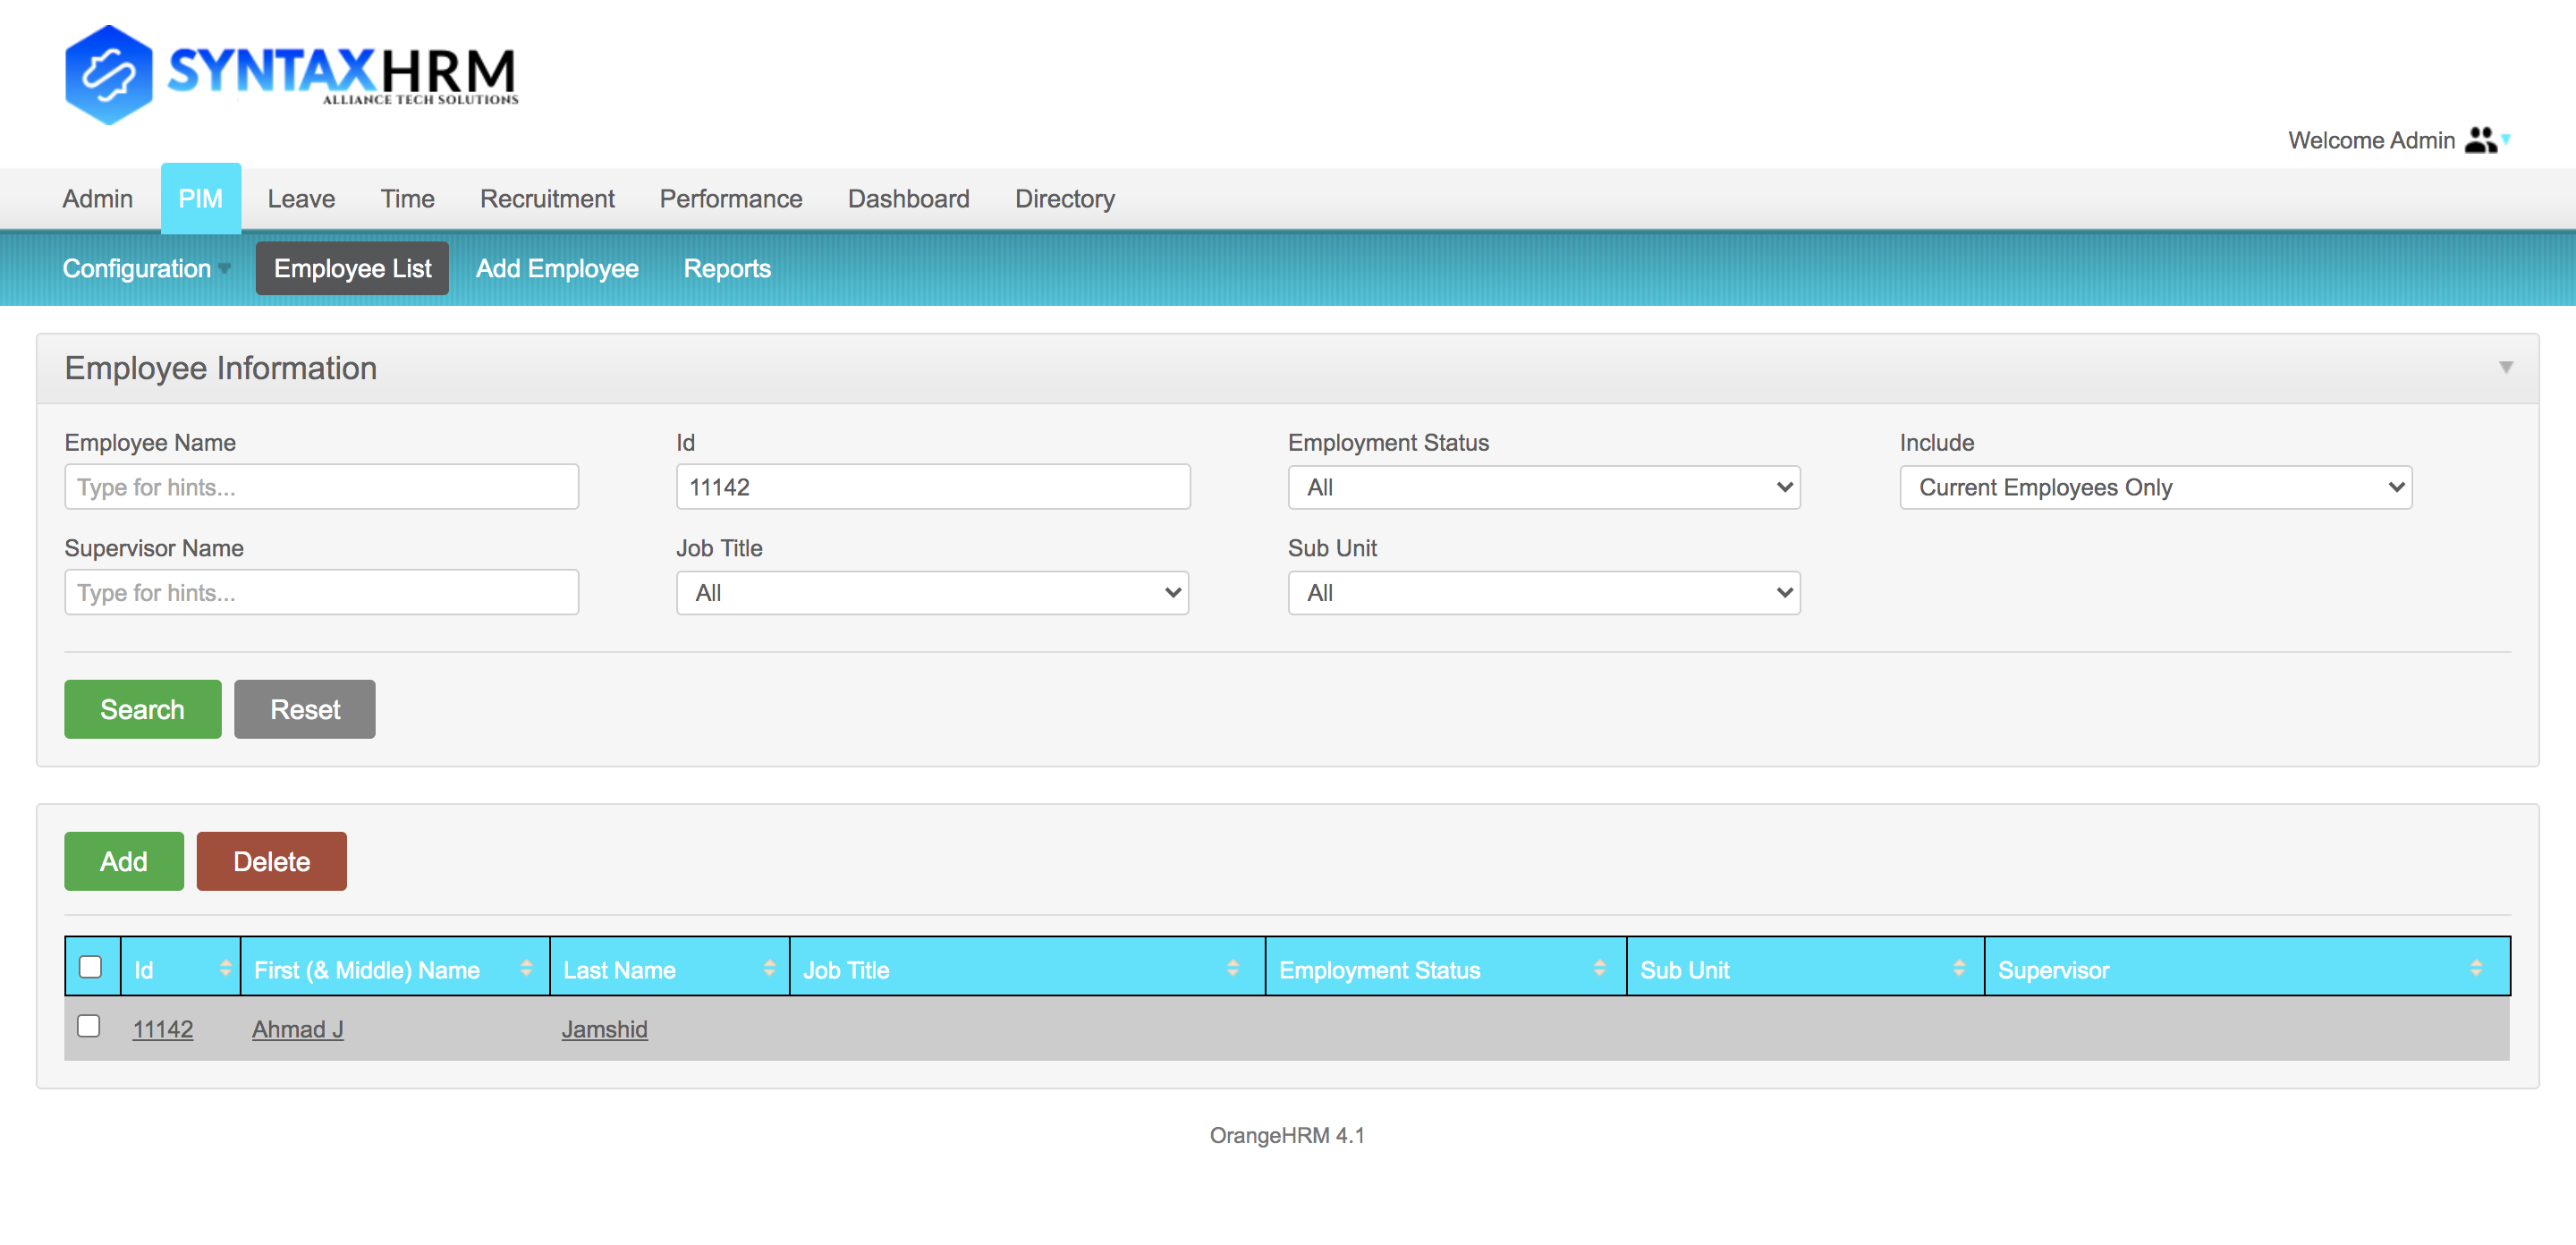 SYNTAXHRM
ALLIANCE TECH SOLUTIONS
Welcome Admin
Admin PIM Leave Time Recruitment Performance Dashboard Directory
Configuration Employee List Add Employee Reports
Employee Information
Employee Name Id Employment Status Include
Type for hints... 11142 All Current Employees Only
Supervisor Name Job Title Sub Unit
Type for hints... All All
Search Reset
Add Delete
Id First (& Middle) Name Last Name Job Title Employment Status Sub Unit Supervisor
11142 Ahmad J Jamshid
OrangeHRM 4.1